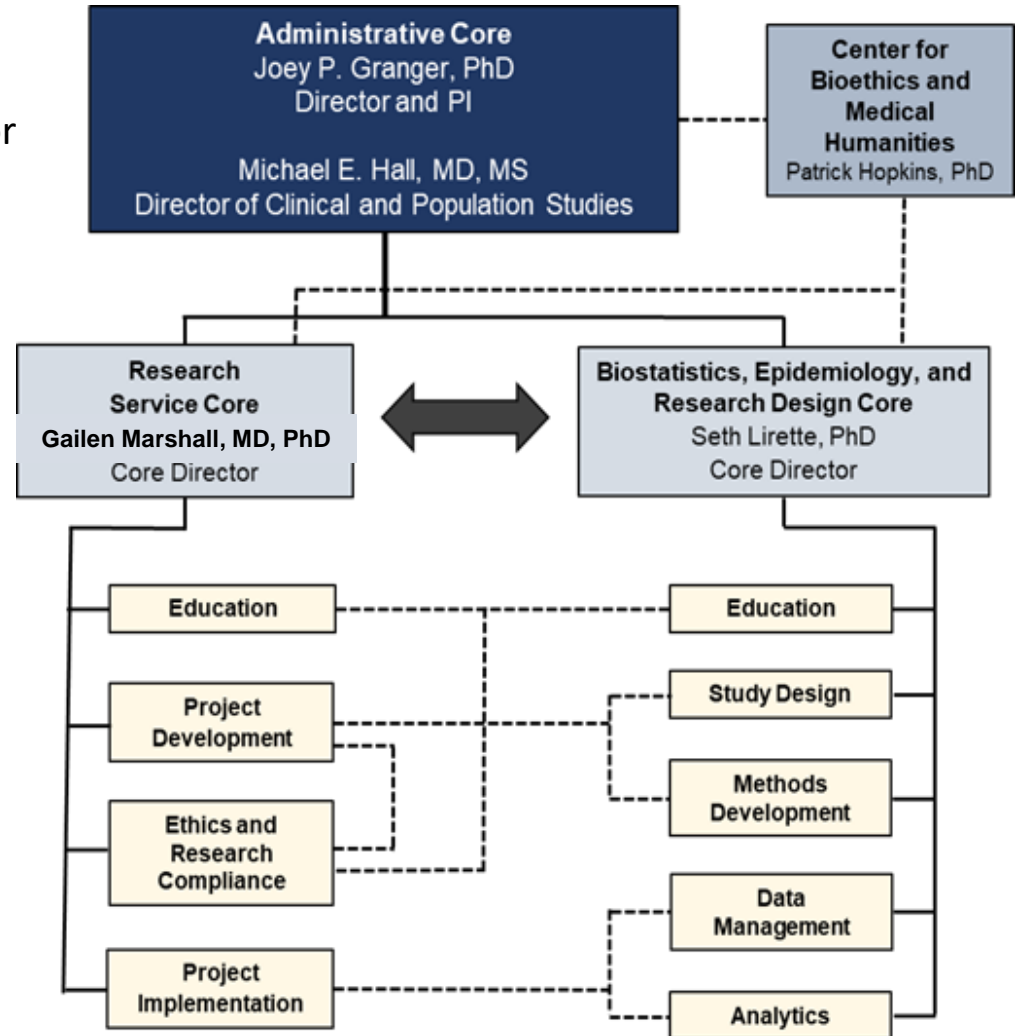 Administrative Core
Joey P. Granger, PhD
Director and PI
Michael E. Hall, MD, MS
Director of Clinical and Population Studies
Center for
Bioethics and
Medical
Humanities
Patrick Hopkins, PhD
or
Research
Service Core
Gailen Marshall, MD, PhD
Core Director
Biostatistics, Epidemiology, and
Research Design Core
Seth Lirette, PhD
Core Director
Education
Project
Development
Ethics and
Research
Compliance
Project
Implementation
Education
Study Design
Methods
Development
Data
Management
Analytics